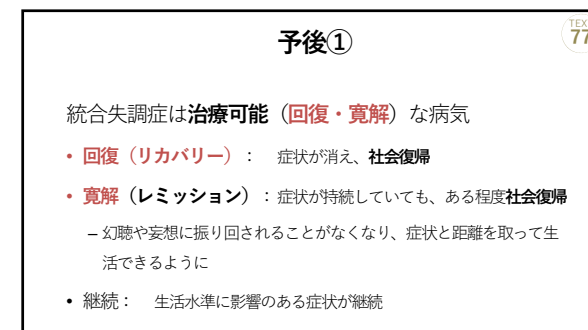 予後①
TEX
77
統合失調症は治療可能（回復・寛解）な病気
• 回復（リカバリー）： 症状が消え、社会復帰
• 寛解（レミッション）：症状が持続していても、ある程度社会復帰
– 幻聴や妄想に振り回されることがなくなり、症状と距離を取って生
活できるように
• 継続： 生活水準に影響のある症状が継続